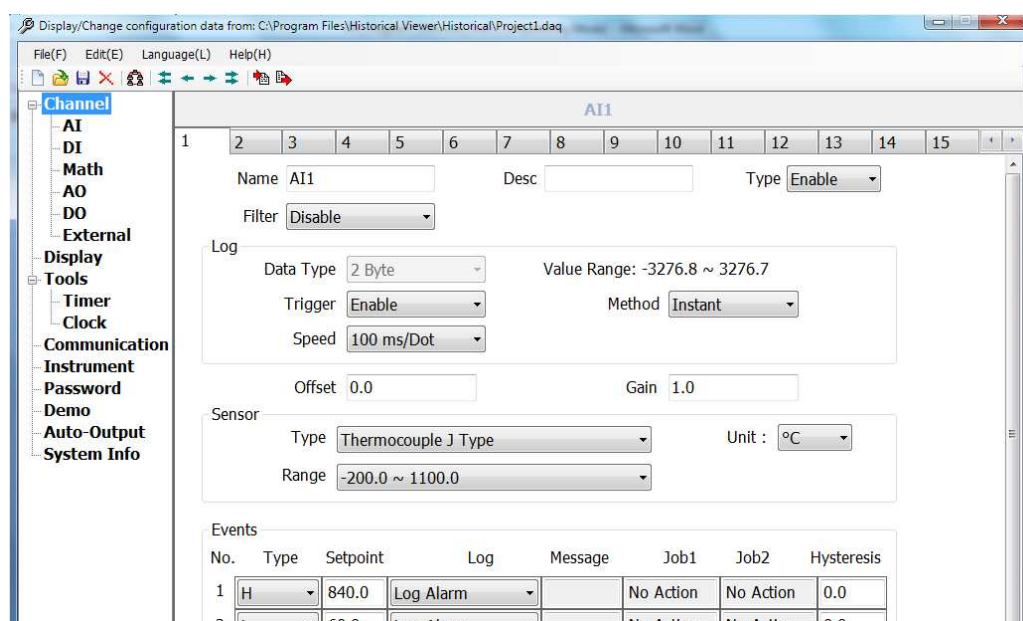 Display/Change configuration data from: C:\Program Files\Historical Viewer\Historical\Project1.daq
File(F) Edit(E) Language(L) Help(H)
Channel
AI
DI
Math
AO
DO
External
Display
Tools
Timer
Clock
Communication
Instrument
Password
Demo
Auto-Output
System Info
AI1
1 2 3 4 5 6 7 8 9 10 11 12 13 14 15
Name AI1 Desc Type Enable
Filter Disable
Log
Data Type 2 Byte Value Range: -3276.8 ~ 3276.7
Trigger Enable Method Instant
Speed 100 ms/Dot
Offset 0.0 Gain 1.0
Sensor
Type Thermocouple J Type Unit : °C
Range -200.0 ~ 1100.0
Events
No. Type Setpoint Log Message Job1 Job2 Hysteresis
1 H 840.0 Log Alarm No Action No Action 0.0